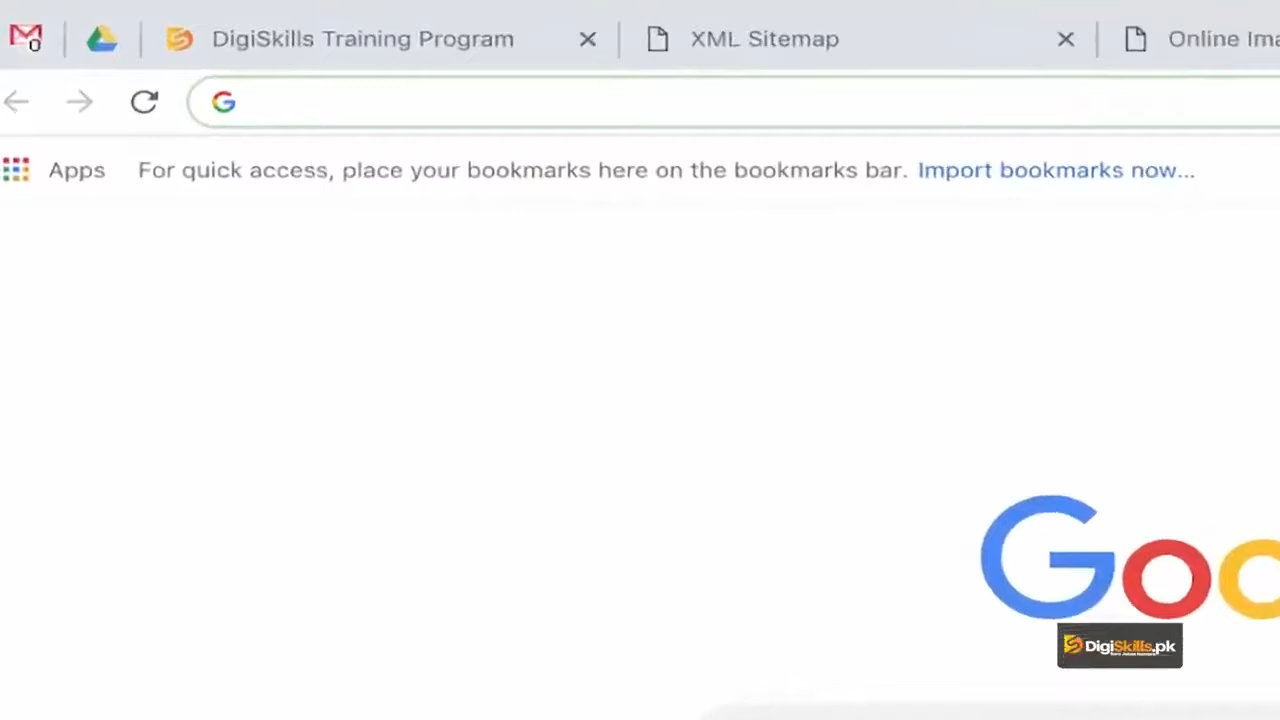 0
DigiSkills Training Program
XML Sitemap
Online Ima
Apps
For quick access, place your bookmarks here on the bookmarks bar. Import bookmarks now...
Goo
DigiSkills.pk